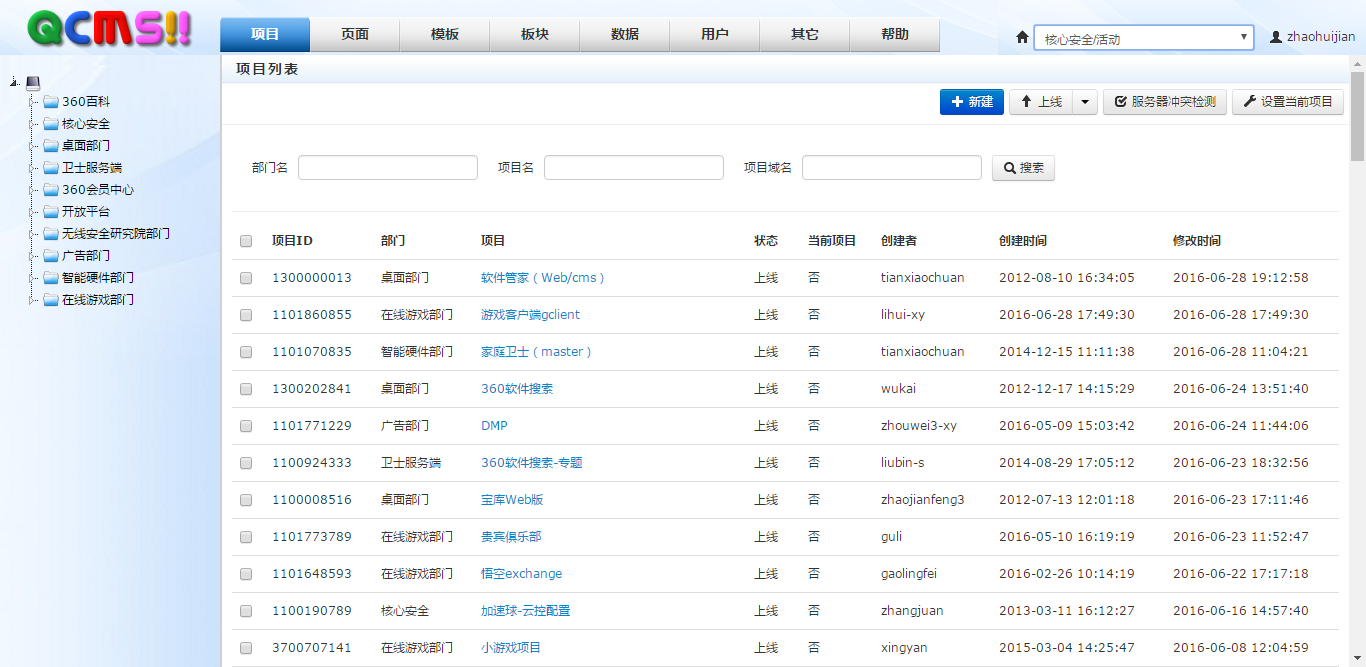 QCMS!!
项目 页面 模板 板块 数据 用户 其它 帮助
核心安全/活动 zhaohuijian
360百科
核心安全
桌面部门
卫士服务端
360会员中心
开放平台
无线安全研究院部门
广告部门
智能硬件部门
在线游戏部门
项目列表
新建 上线 服务器冲突检测 设置当前项目
部门名 项目名 项目域名 搜索
项目ID 部门 项目 状态 当前项目 创建者 创建时间 修改时间
1300000013 桌面部门 软件管家（Web/cms） 上线 否 tianxiaochuan 2012-08-10 16:34:05 2016-06-28 19:12:58
1101860855 在线游戏部门 游戏客户端gclient 上线 否 lihui-xy 2016-06-28 17:49:30 2016-06-28 17:49:30
1101070835 智能硬件部门 家庭卫士（master） 上线 否 tianxiaochuan 2014-12-15 11:11:38 2016-06-28 11:04:21
1300202841 桌面部门 360软件搜索 上线 否 wukai 2012-12-17 14:15:29 2016-06-24 13:51:40
1101771229 广告部门 DMP 上线 否 zhouwei3-xy 2016-05-09 15:03:42 2016-06-24 11:44:06
1100924333 卫士服务端 360软件搜索-专题 上线 否 liubin-s 2014-08-29 17:05:12 2016-06-23 18:32:56
1100008516 桌面部门 宝库Web版 上线 否 zhaojianfeng3 2012-07-13 12:01:18 2016-06-23 17:11:46
1101773789 在线游戏部门 贵宾俱乐部 上线 否 guli 2016-05-10 16:19:19 2016-06-23 11:52:47
1101648593 在线游戏部门 悟空exchange 上线 否 gaolingfei 2016-02-26 10:14:19 2016-06-22 17:17:18
1100190789 核心安全 加速球-云控配置 上线 否 zhangjuan 2013-03-11 16:12:27 2016-06-16 14:57:40
3700707141 在线游戏部门 小游戏项目 上线 否 xingyan 2015-03-04 14:25:47 2016-06-08 12:04:59